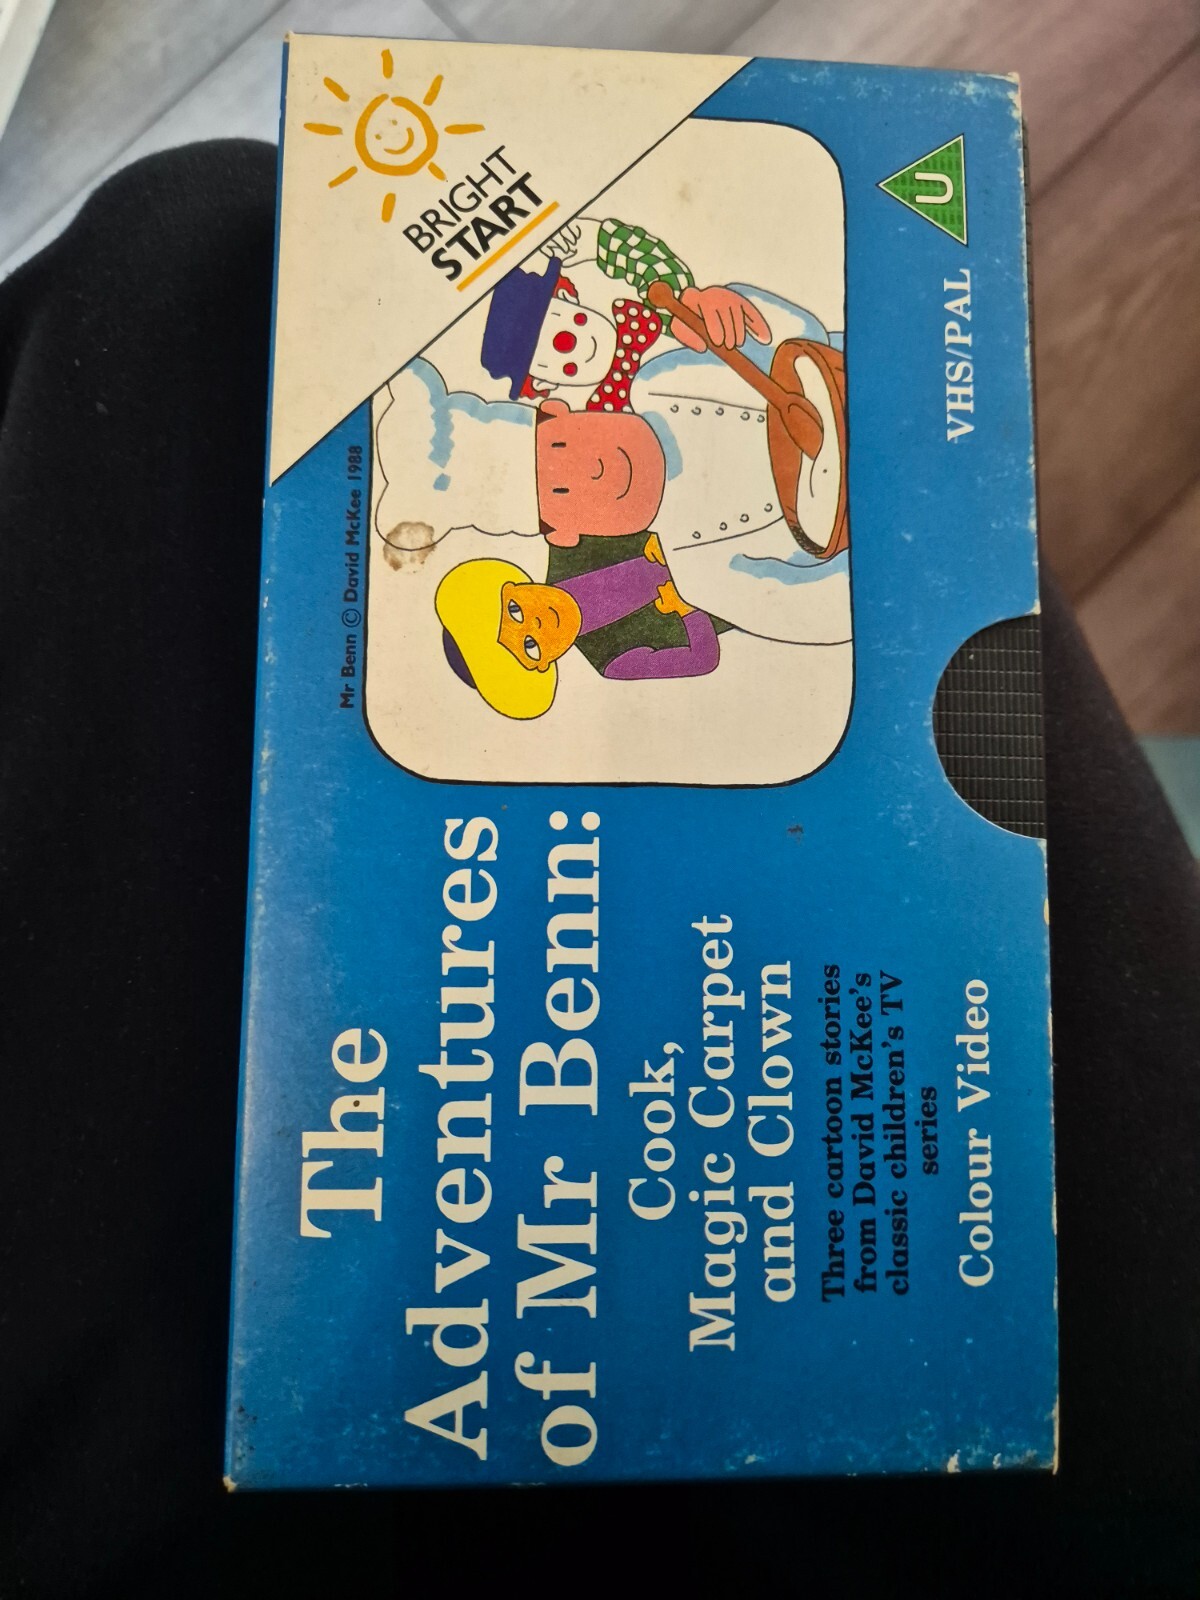 BRIGHT
START
Mr Benn © David McKee 1988
The
Adventures
of Mr Benn:
Cook,
Magic Carpet
and Clown
Three cartoon stories
from David McKee's
classic children's TV
series
Colour Video
VHS/PAL
U